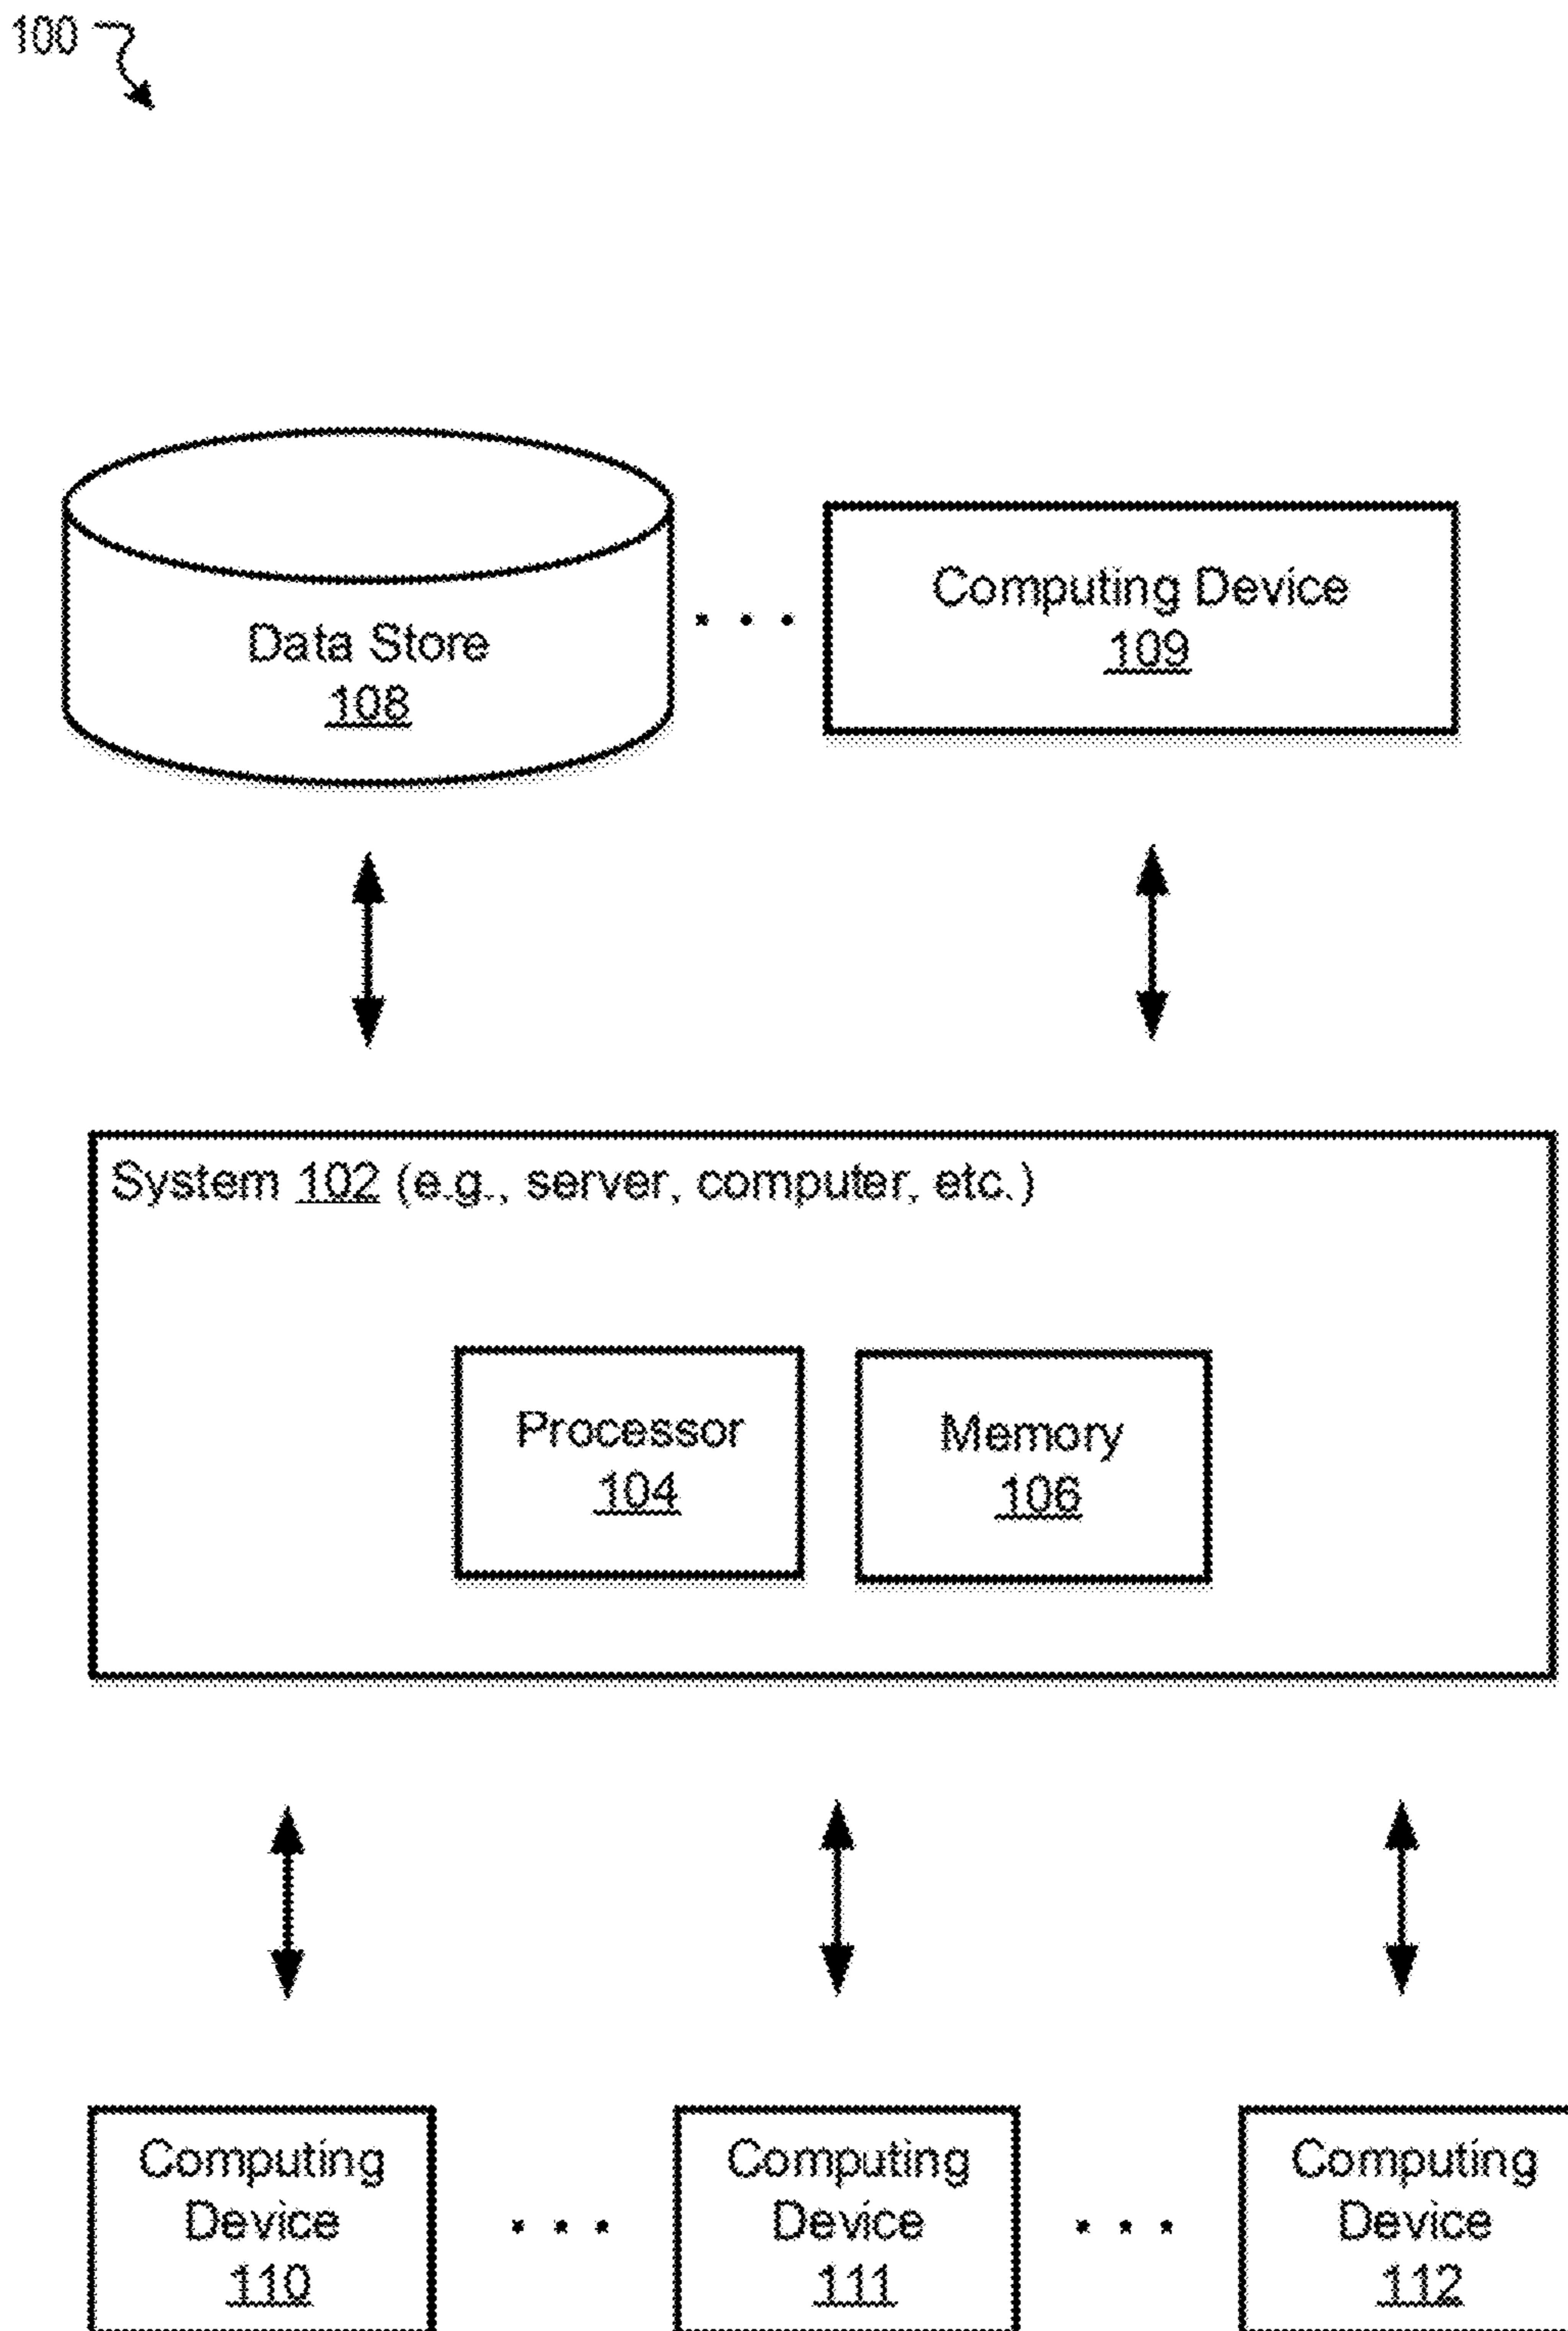 100
Data Store
108
Computing Device
109
System 102 (e.g., server, computer, etc.)
Processor
104
Memory
106
Computing
Device
110
Computing
Device
111
Computing
Device
112